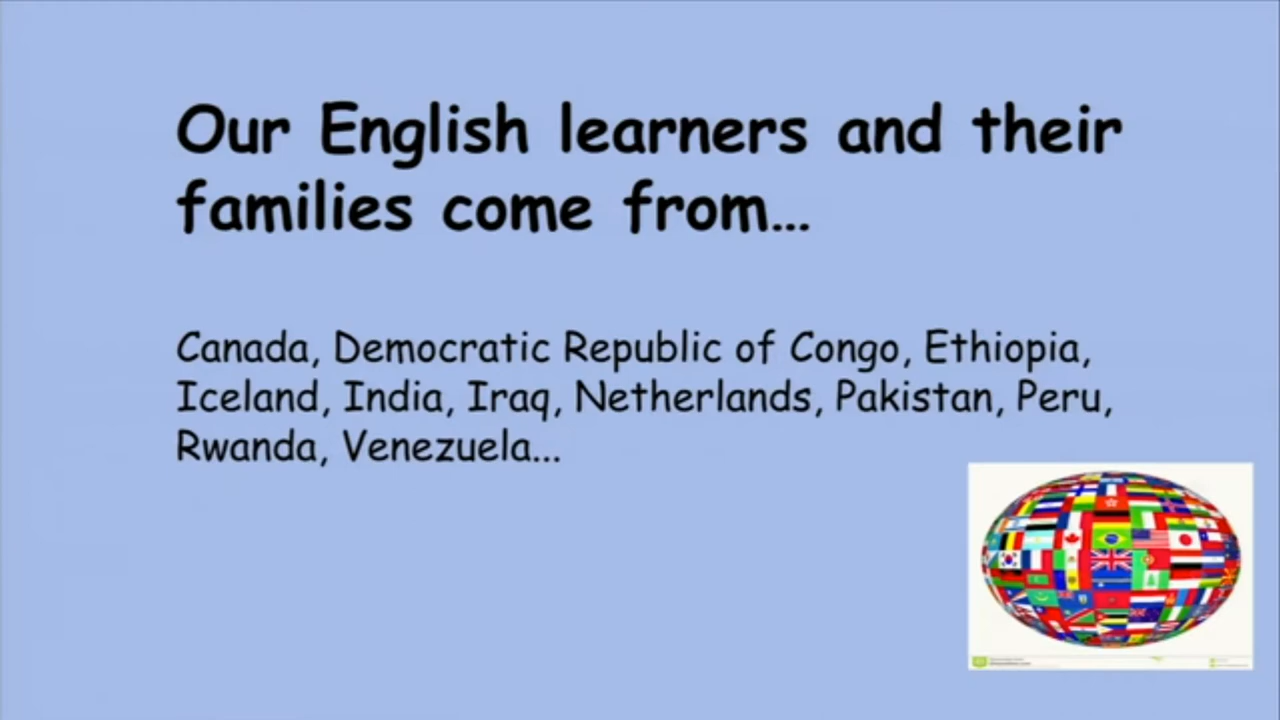 Our English learners and their
families come from...
Canada, Democratic Republic of Congo, Ethiopia,
Iceland, India, Iraq, Netherlands, Pakistan, Peru,
Rwanda, Venezuela...